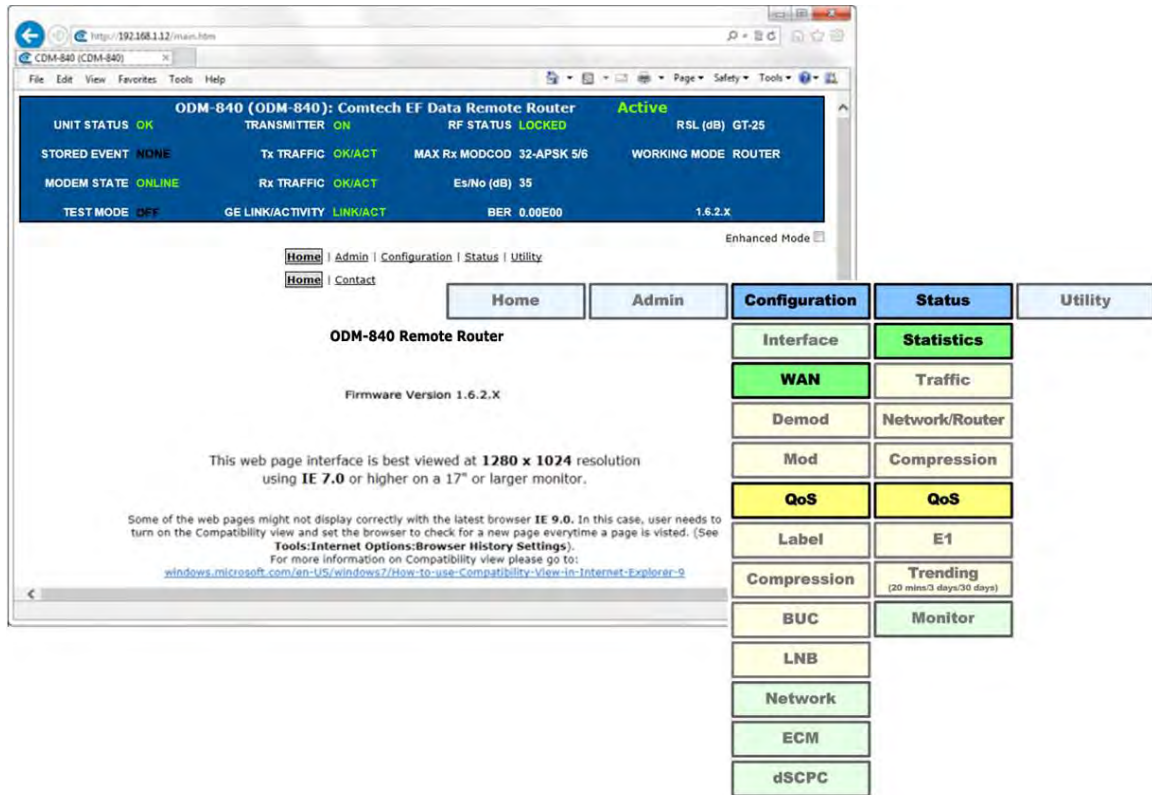 http://192.168.1.12/main.htm
CDM-840 (CDM-840)
File Edit View Favorites Tools Help
Page Safety Tools
ODM-840 (ODM-840): Comtech EF Data Remote Router Active
UNIT STATUS OK TRANSMITTER ON RF STATUS LOCKED RSL (dB) GT-25
STORED EVENT NONE Tx TRAFFIC OK/ACT MAX Rx MODCOD 32-APSK 5/6 WORKING MODE ROUTER
MODEM STATE ONLINE Rx TRAFFIC OK/ACT Es/No (dB) 35
TEST MODE OFF GE LINK/ACTIVITY LINK/ACT BER 0.00E00 1.6.2.X
Enhanced Mode
Home | Admin | Configuration | Status | Utility
Home | Contact
ODM-840 Remote Router
Firmware Version 1.6.2.X
This web page interface is best viewed at 1280 x 1024 resolution
using IE 7.0 or higher on a 17" or larger monitor.
Some of the web pages might not display correctly with the latest browser IE 9.0. In this case, user needs to
turn on the Compatibility view and set the browser to check for a new page everytime a page is visted. (See
Tools:Internet Options:Browser History Settings).
For more information on Compatibility view please go to:
windows.microsoft.com/en-US/windows7/How-to-use-Compatibility-View-in-Internet-Explorer-9
Home Admin Configuration Status Utility
Interface Statistics
WAN Traffic
Demod Network/Router
Mod Compression
QoS QoS
Label E1
Compression Trending
(20 mins/3 days/30 days)
BUC Monitor
LNB
Network
ECM
dSCPC